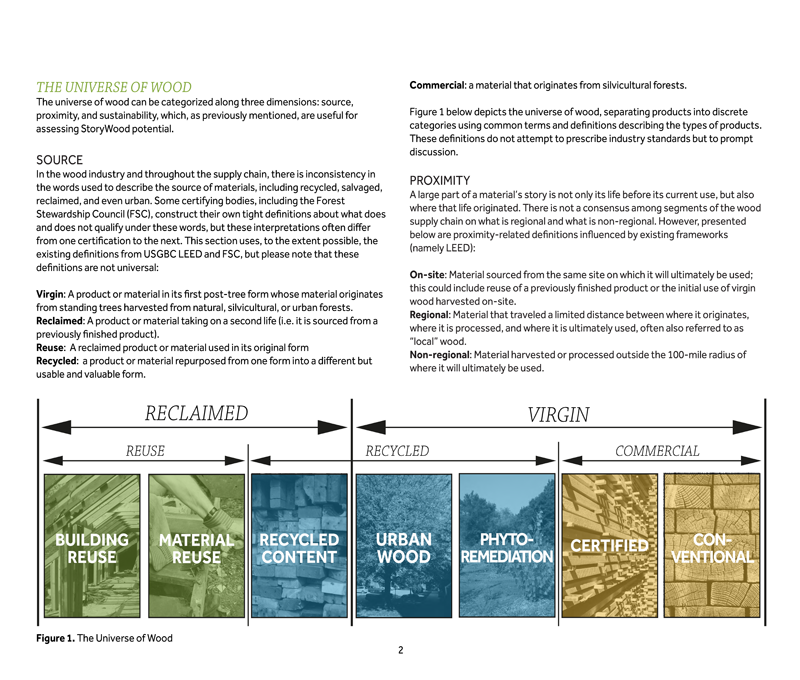 THE UNIVERSE OF WOOD
The universe of wood can be categorized along three dimensions: source,
proximity, and sustainability, which, as previously mentioned, are useful for
assessing StoryWood potential.
SOURCE
In the wood industry and throughout the supply chain, there is inconsistency in
the words used to describe the source of materials, including recycled, salvaged,
reclaimed, and even urban. Some certifying bodies, including the Forest
Stewardship Council (FSC), construct their own tight definitions about what does
and does not qualify under these words, but these interpretations often differ
from one certification to the next. This section uses, to the extent possible, the
existing definitions from USGBC LEED and FSC, but please note that these
definitions are not universal:
Virgin: A product or material in its first post-tree form whose material originates
from standing trees harvested from natural, silvicultural, or urban forests.
Reclaimed: A product or material taking on a second life (i.e. it is sourced from a
previously finished product).
Reuse: A reclaimed product or material used in its original form
Recycled: a product or material repurposed from one form into a different but
usable and valuable form.
Commercial: a material that originates from silvicultural forests.
Figure 1 below depicts the universe of wood, separating products into discrete
categories using common terms and definitions describing the types of products.
These definitions do not attempt to prescribe industry standards but to prompt
discussion.
PROXIMITY
A large part of a material's story is not only its life before its current use, but also
where that life originated. There is not a consensus among segments of the wood
supply chain on what is regional and what is non-regional. However, presented
below are proximity-related definitions influenced by existing frameworks
(namely LEED):
On-site: Material sourced from the same site on which it will ultimately be used;
this could include reuse of a previously finished product or the initial use of virgin
wood harvested on-site.
Regional: Material that traveled a limited distance between where it originates,
where it is processed, and where it is ultimately used, often also referred to as
“local” wood.
Non-regional: Material harvested or processed outside the 100-mile radius of
where it will ultimately be used.
RECLAIMED
VIRGIN
REUSE
RECYCLED
COMMERCIAL
BUILDING
REUSE
MATERIAL
REUSE
RECYCLED
CONTENT
URBAN
WOOD
PHYTO-
REMEDIATION
CERTIFIED
CON-
VENTIONAL
Figure 1. The Universe of Wood
2